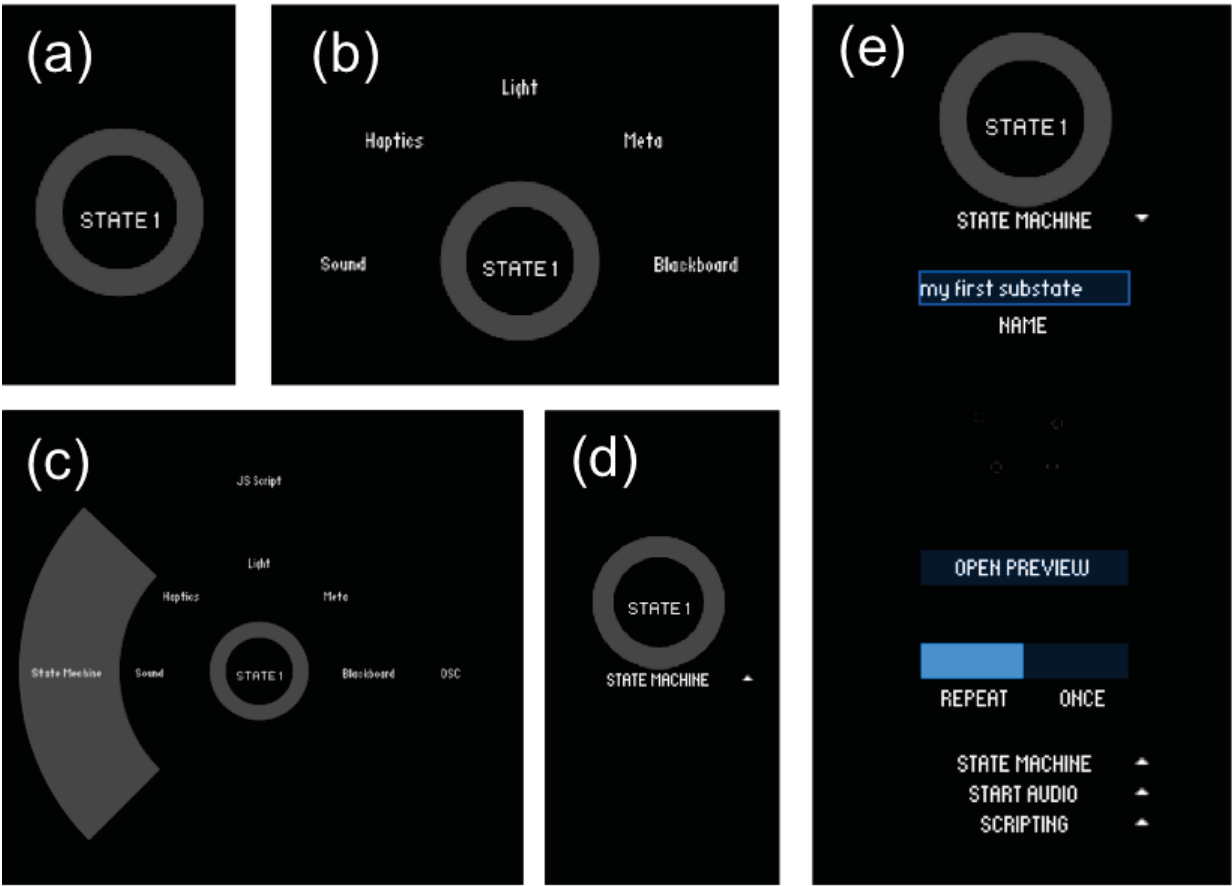 (a)
STATE 1
(b)
Light
Haptics
Meta
Sound
STATE 1
Blackboard
(c)
JS Script
Light
Haptics
Meta
State Machine
Sound
STATE 1
Blackboard
OSC
(d)
STATE 1
STATE MACHINE
(e)
STATE 1
STATE MACHINE
my first substate
NAME
OPEN PREVIEW
REPEAT
ONCE
STATE MACHINE
START AUDIO
SCRIPTING